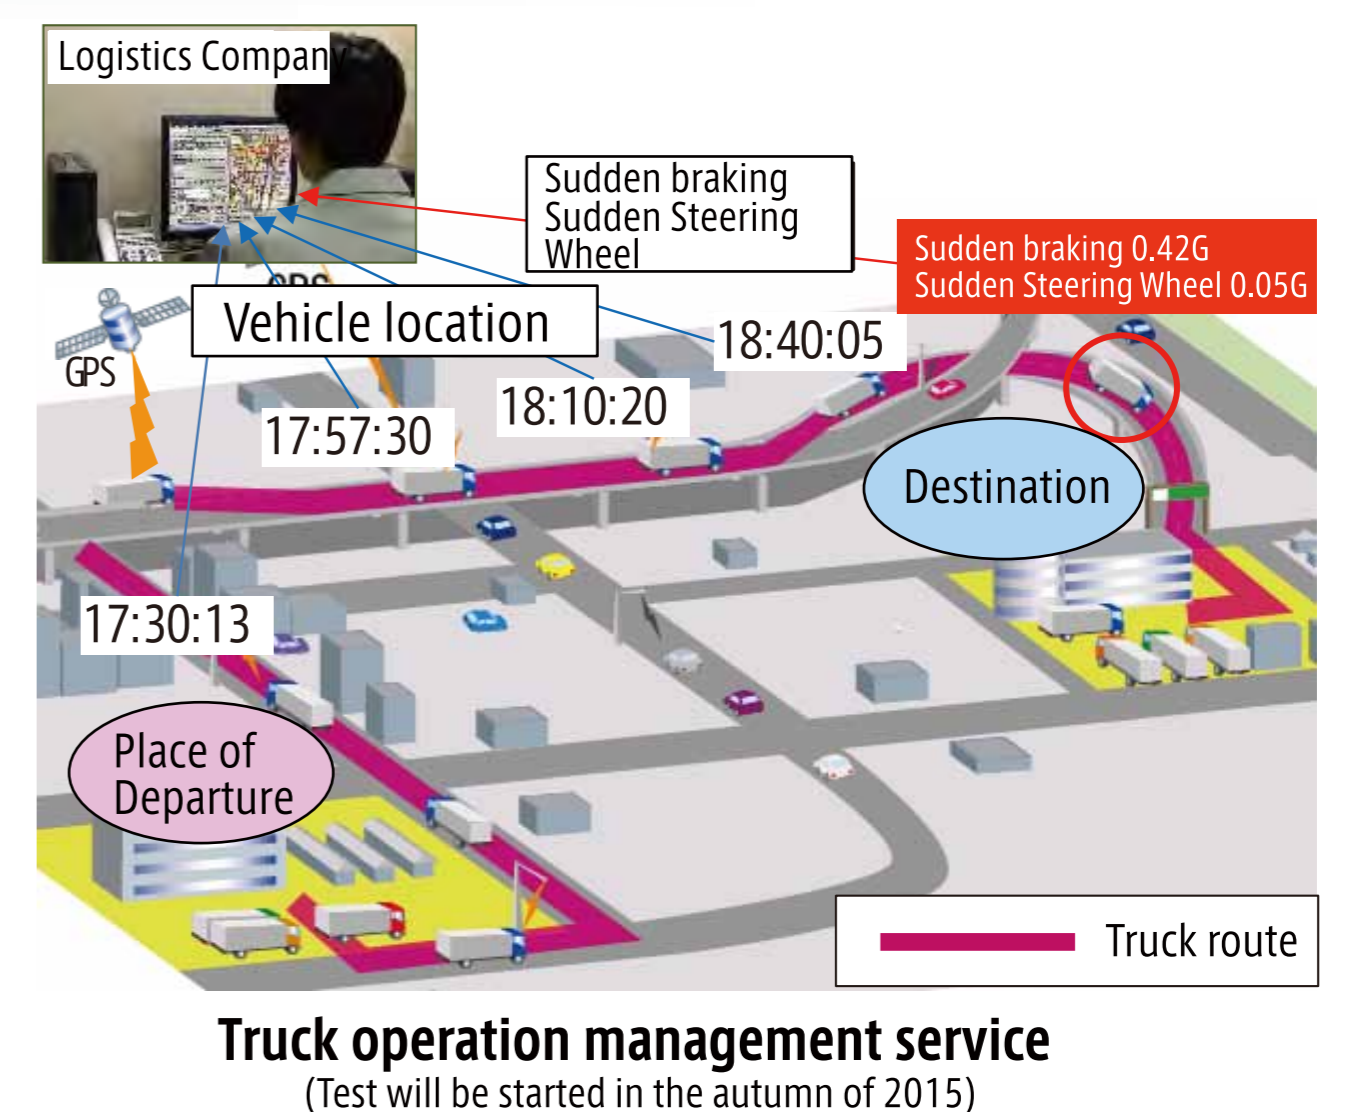 Logistics Company
Sudden braking
Sudden Steering
Wheel
Sudden braking 0.42G
Sudden Steering Wheel 0.05G
GPS
Vehicle location
18:40:05
GPS
18:10:20
17:57:30
Destination
17:30:13
Place of
Departure
Truck route
Truck operation management service
(Test will be started in the autumn of 2015)